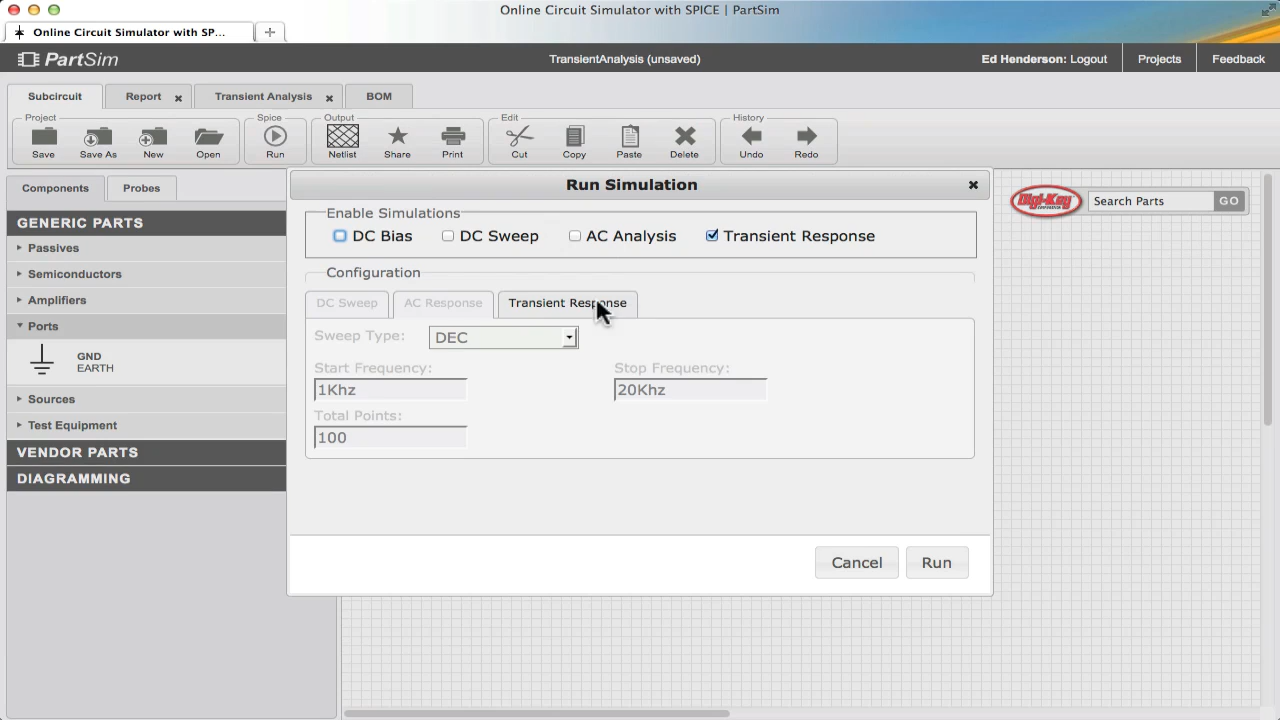 Online Circuit Simulator with SPICE | PartSim
Online Circuit Simulator with SP...
PartSim
TransientAnalysis (unsaved)
Ed Henderson: Logout
Projects
Feedback
Subcircuit
Report
Transient Analysis
BOM
Project
Spice
Output
Edit
History
Save
Save As
New
Open
Run
Netlist
Share
Print
Cut
Copy
Paste
Delete
Undo
Redo
Components
Probes
GENERIC PARTS
Passives
Semiconductors
Amplifiers
Ports
GND
EARTH
Sources
Test Equipment
VENDOR PARTS
DIAGRAMMING
Run Simulation
Enable Simulations
DC Bias
DC Sweep
AC Analysis
Transient Response
Configuration
DC Sweep
AC Response
Transient Response
Sweep Type:
DEC
Start Frequency:
Stop Frequency:
1Khz
20Khz
Total Points:
100
Cancel
Run
Digi-Key
Search Parts
GO